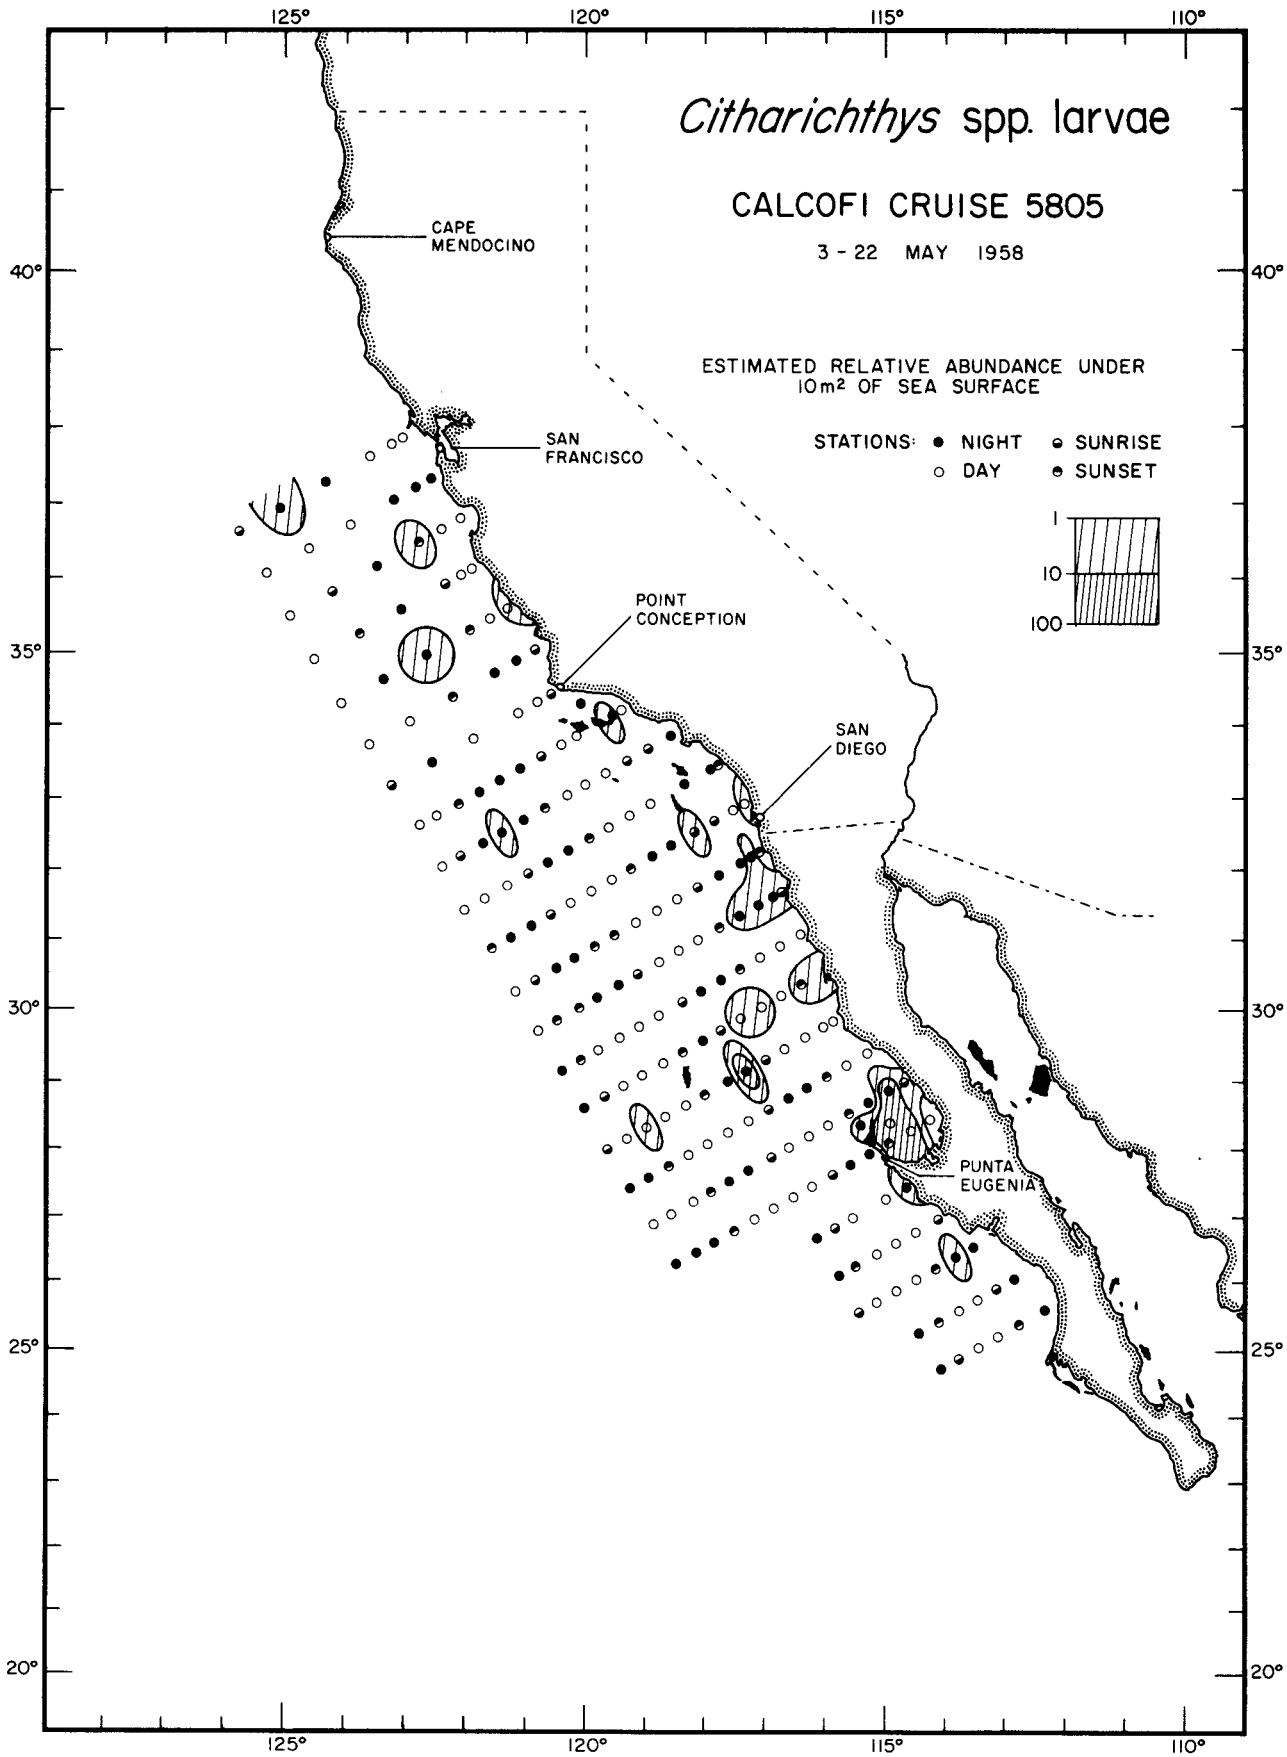 125° 120° 115° 110°
Citharichthys spp. larvae
CALCOFI CRUISE 5805
3 - 22 MAY 1958
CAPE
MENDOCINO
40° 40°
ESTIMATED RELATIVE ABUNDANCE UNDER
10m² OF SEA SURFACE
STATIONS: ● NIGHT ◒ SUNRISE
○ DAY ◓ SUNSET
SAN
FRANCISCO
1
10
100
POINT
CONCEPTION
35° 35°
SAN
DIEGO
30° 30°
PUNTA
EUGENIA
25° 25°
20° 20°
125° 120° 115° 110°